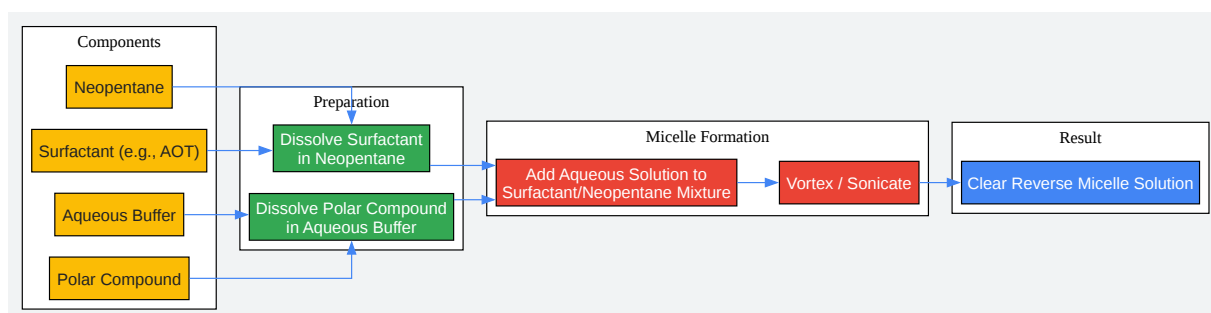 Components
Neopentane
Surfactant (e.g., AOT)
Aqueous Buffer
Polar Compound
Preparation
Dissolve Surfactant
in Neopentane
Dissolve Polar Compound
in Aqueous Buffer
Micelle Formation
Add Aqueous Solution to
Surfactant/Neopentane Mixture
Vortex / Sonicate
Result
Clear Reverse Micelle Solution